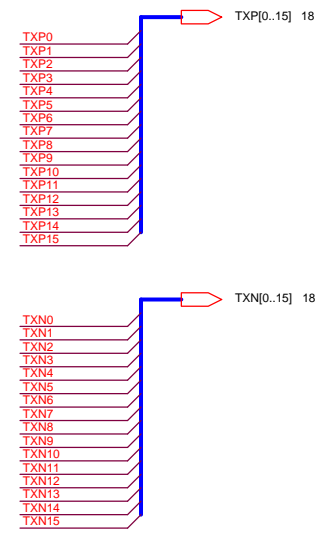 TXP[0..15] 18
TXP0
TXP1
TXP2
TXP3
TXP4
TXP5
TXP6
TXP7
TXP8
TXP9
TXP10
TXP11
TXP12
TXP13
TXP14
TXP15
TXN[0..15] 18
TXN0
TXN1
TXN2
TXN3
TXN4
TXN5
TXN6
TXN7
TXN8
TXN9
TXN10
TXN11
TXN12
TXN13
TXN14
TXN15